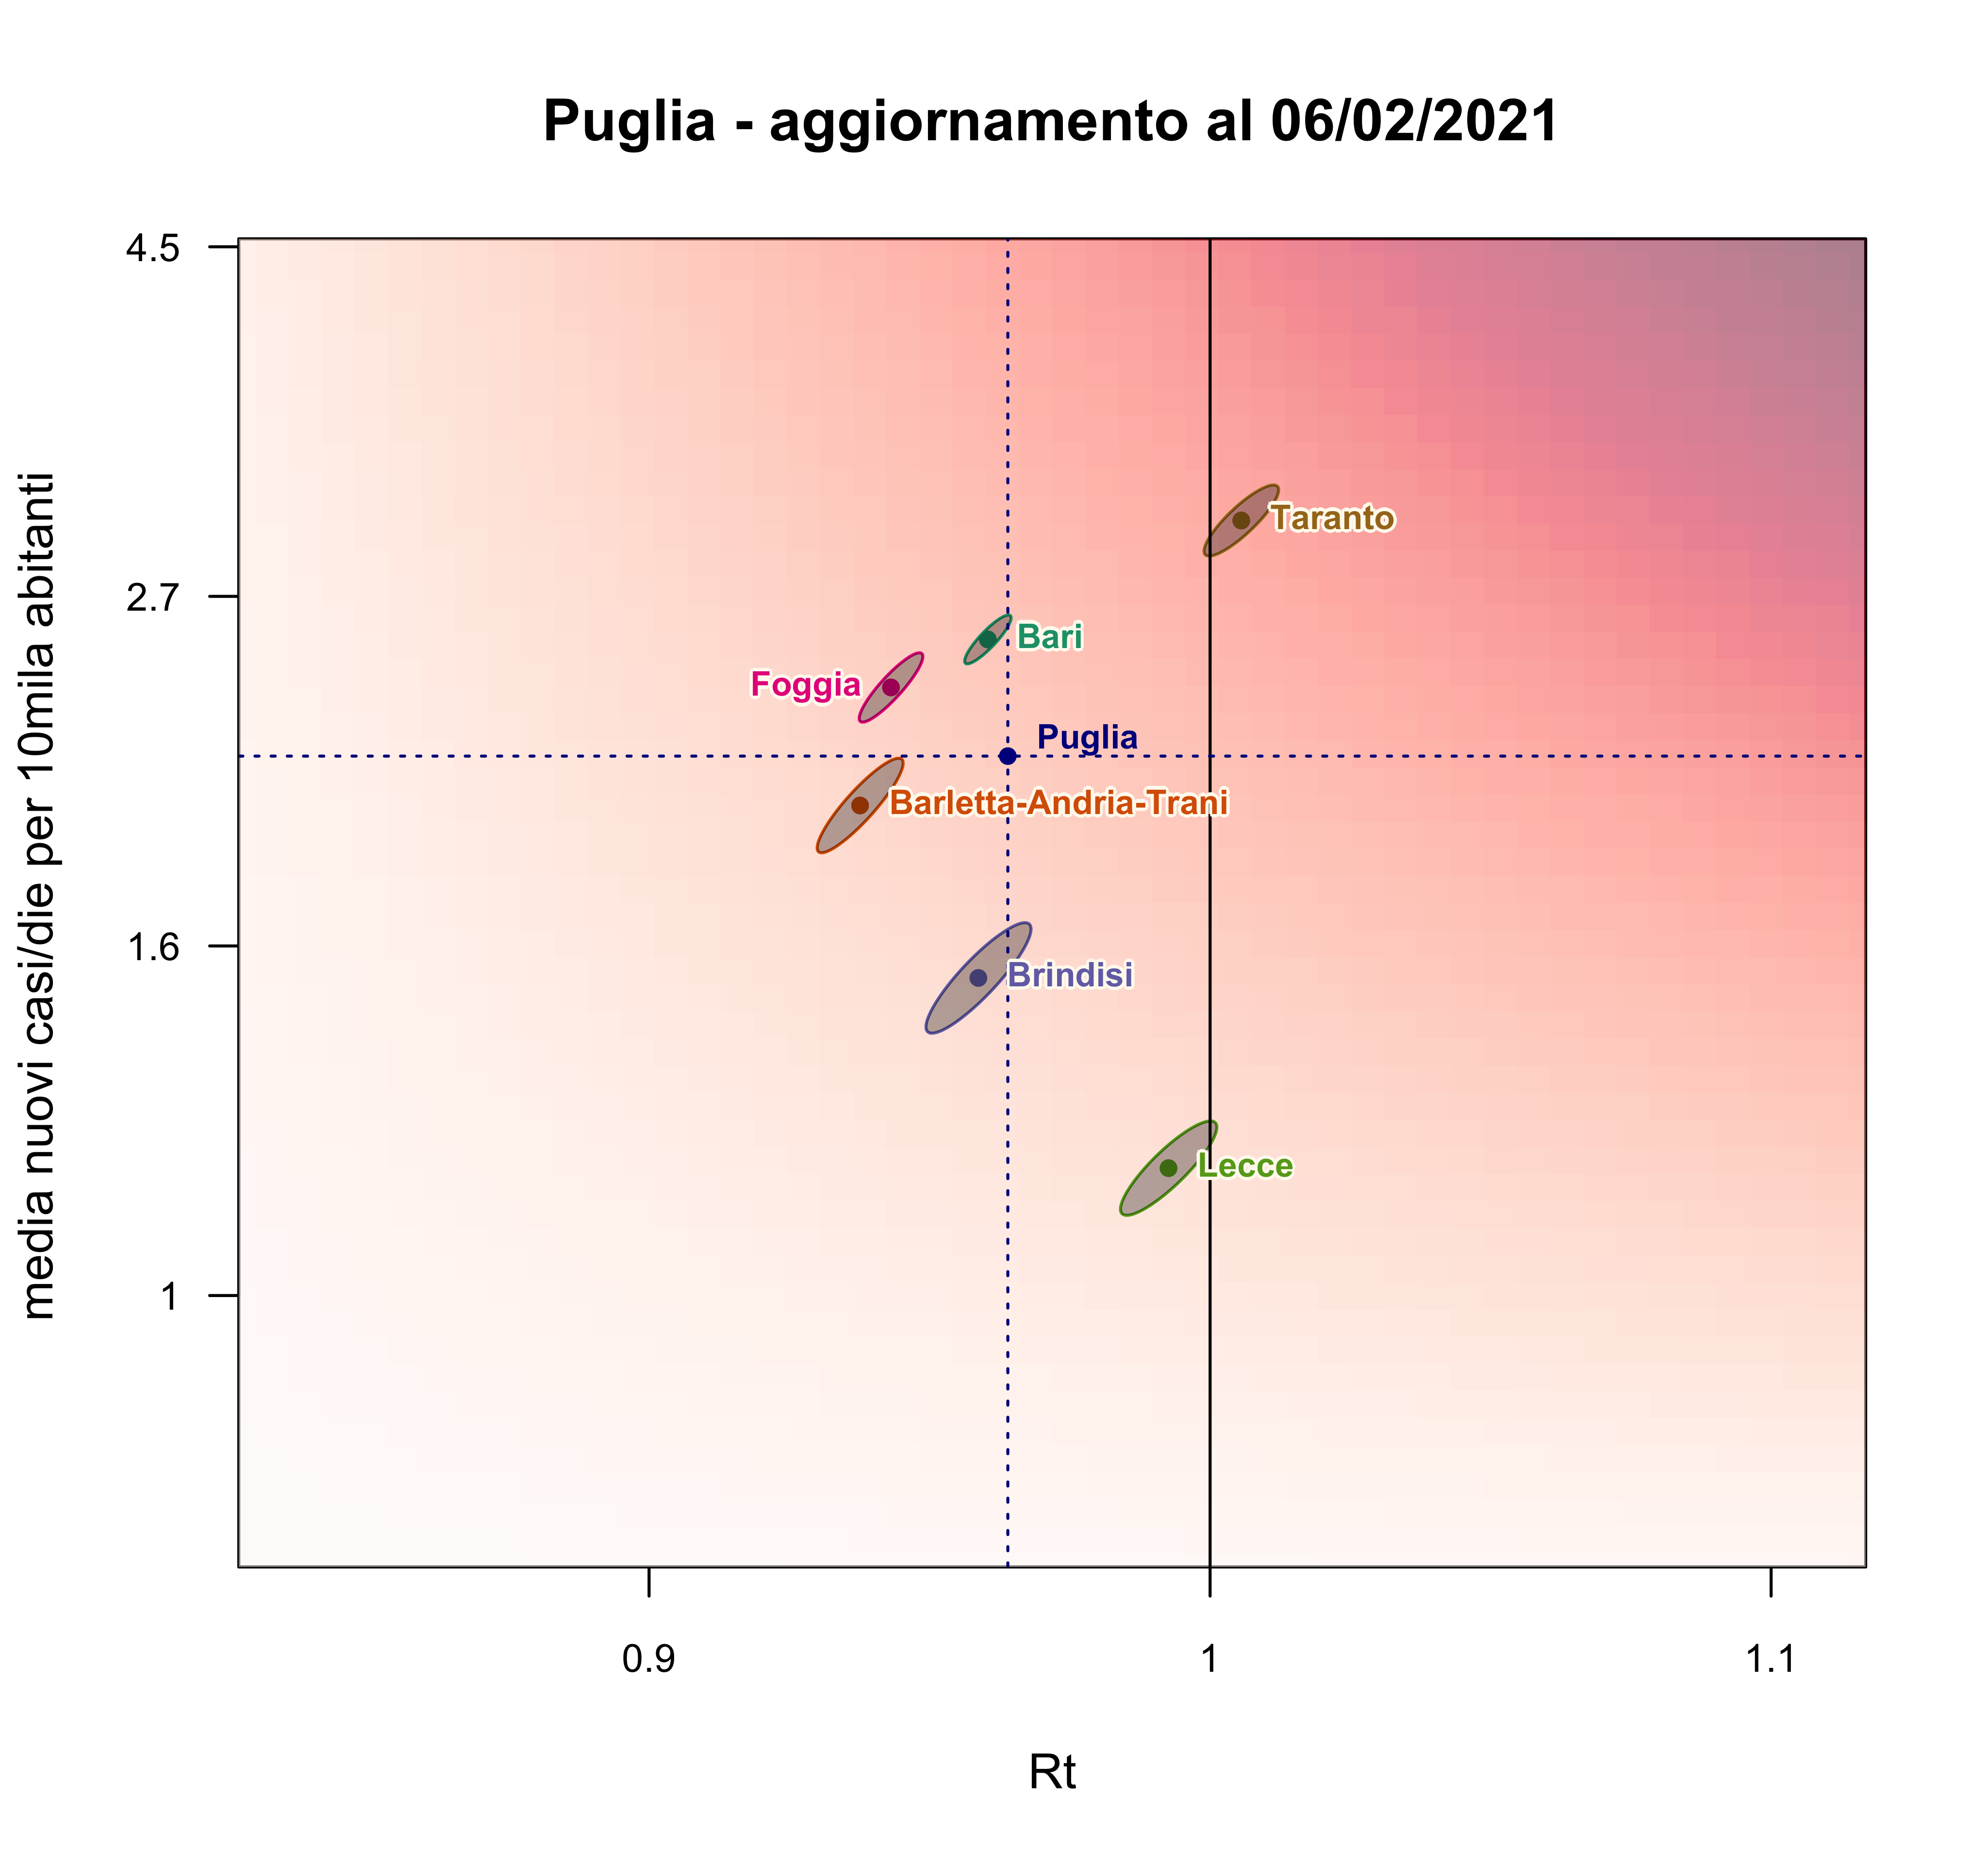 Puglia - aggiornamento al 06/02/2021
media nuovi casi/die per 10mila abitanti
4.5
2.7
1.6
1
Taranto
Bari
Foggia
Puglia
Barletta-Andria-Trani
Brindisi
Lecce
0.9
1
1.1
Rt